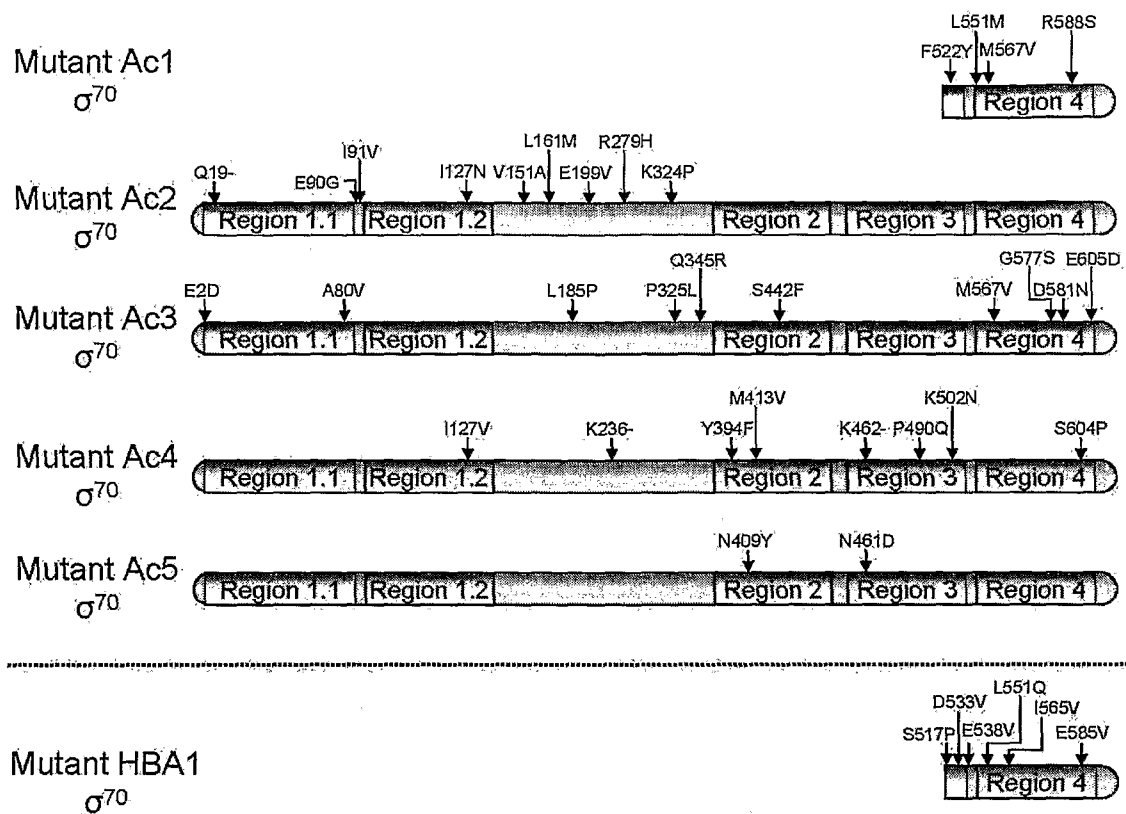 L551M R588S
F522Y M567V
Mutant Ac1
Region 4
σ70
I91V L161M R279H
Q19- E90G I127N V151A E199V K324P
Mutant Ac2
Region 1.1 Region 1.2 Region 2 Region 3 Region 4
σ70
Q345R G577S E605D
E2D A80V L185P P325L S442F M567V D581N
Mutant Ac3
Region 1.1 Region 1.2 Region 2 Region 3 Region 4
σ70
M413V K502N
I127V K236- Y394F K462- P490Q S604P
Mutant Ac4
Region 1.1 Region 1.2 Region 2 Region 3 Region 4
σ70
N409Y N461D
Mutant Ac5
Region 1.1 Region 1.2 Region 2 Region 3 Region 4
σ70
L551Q
D533V I565V
S517P E538V E585V
Mutant HBA1
Region 4
σ70